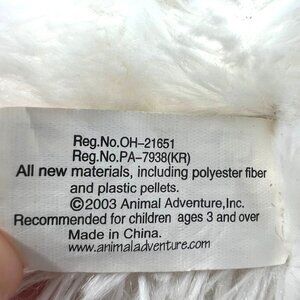 Reg.No.OH-21651
Reg.No.PA-7938(KR)
All new materials, including polyester fiber
and plastic pellets.
©2003 Animal Adventure,Inc.
Recommended for children ages 3 and over
Made in China.
www.animaladventure.com